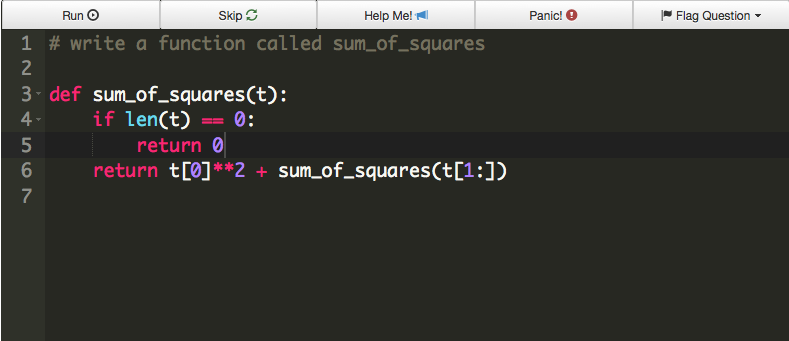 Run Skip Help Me! Panic! Flag Question
1 # write a function called sum_of_squares
2
3 def sum_of_squares(t):
4     if len(t) == 0:
5         return 0
6     return t[0]**2 + sum_of_squares(t[1:])
7